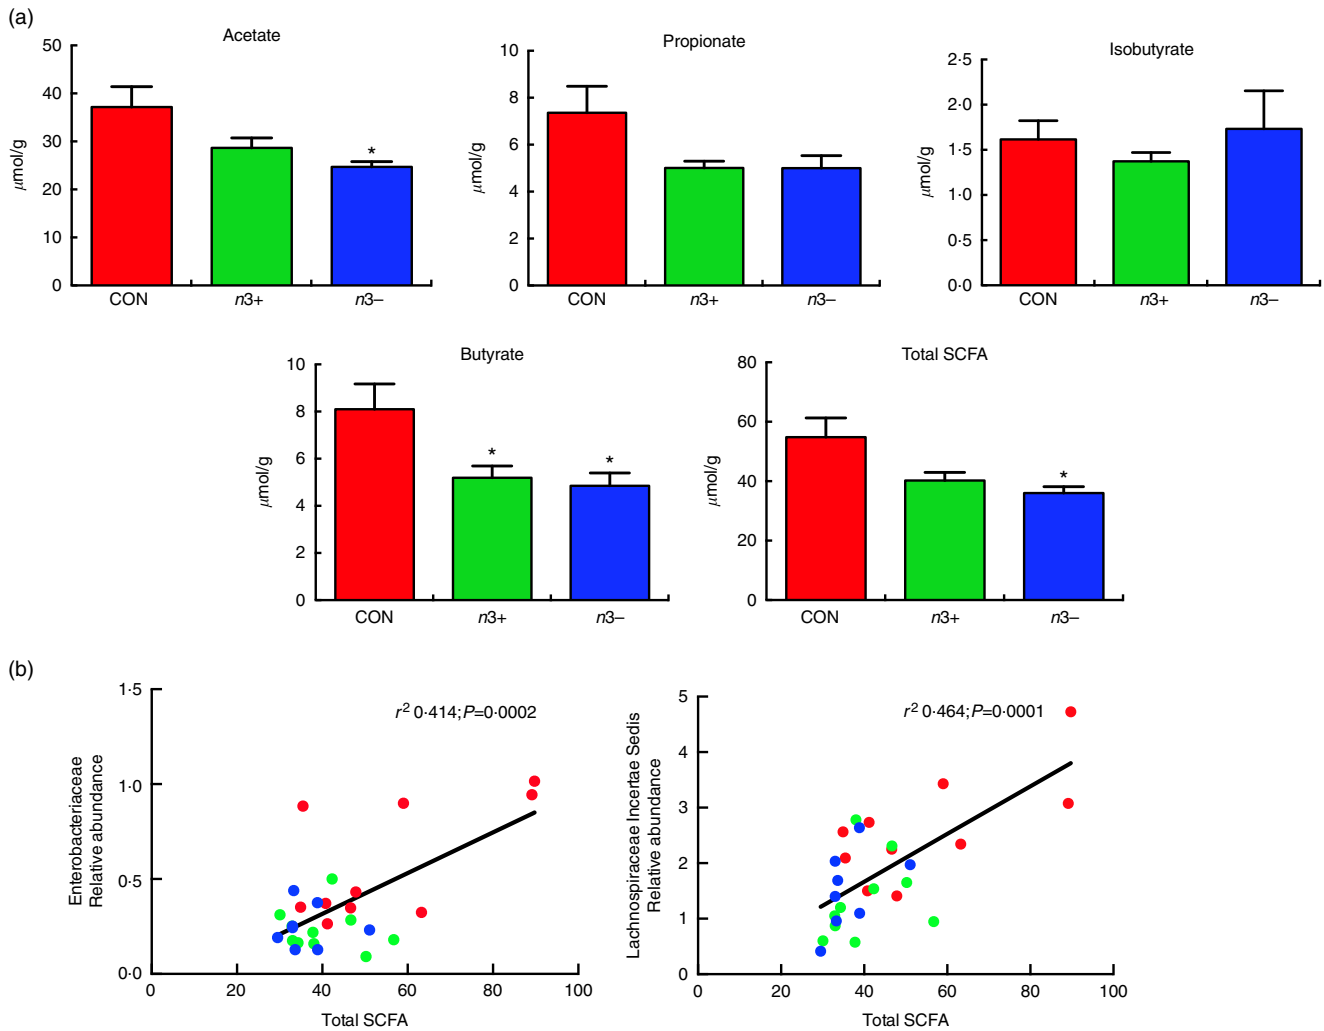 (a)
Acetate
50
40
30
20
10
0
μmol/g
*
CON
n3+
n3–
Propionate
10
8
6
4
2
0
μmol/g
CON
n3+
n3–
Isobutyrate
2·5
2·0
1·5
1·0
0·5
0·0
μmol/g
CON
n3+
n3–
Butyrate
10
8
6
4
2
0
μmol/g
*
*
CON
n3+
n3–
Total SCFA
80
60
40
20
0
μmol/g
*
CON
n3+
n3–
(b)
1·5
1·0
0·5
0·0
Enterobacteriaceae
Relative abundance
r² 0·414; P=0·0002
0
20
40
60
80
100
Total SCFA
5
4
3
2
1
0
Lachnospiraceae Incertae Sedis
Relative abundance
r² 0·464; P=0·0001
0
20
40
60
80
100
Total SCFA